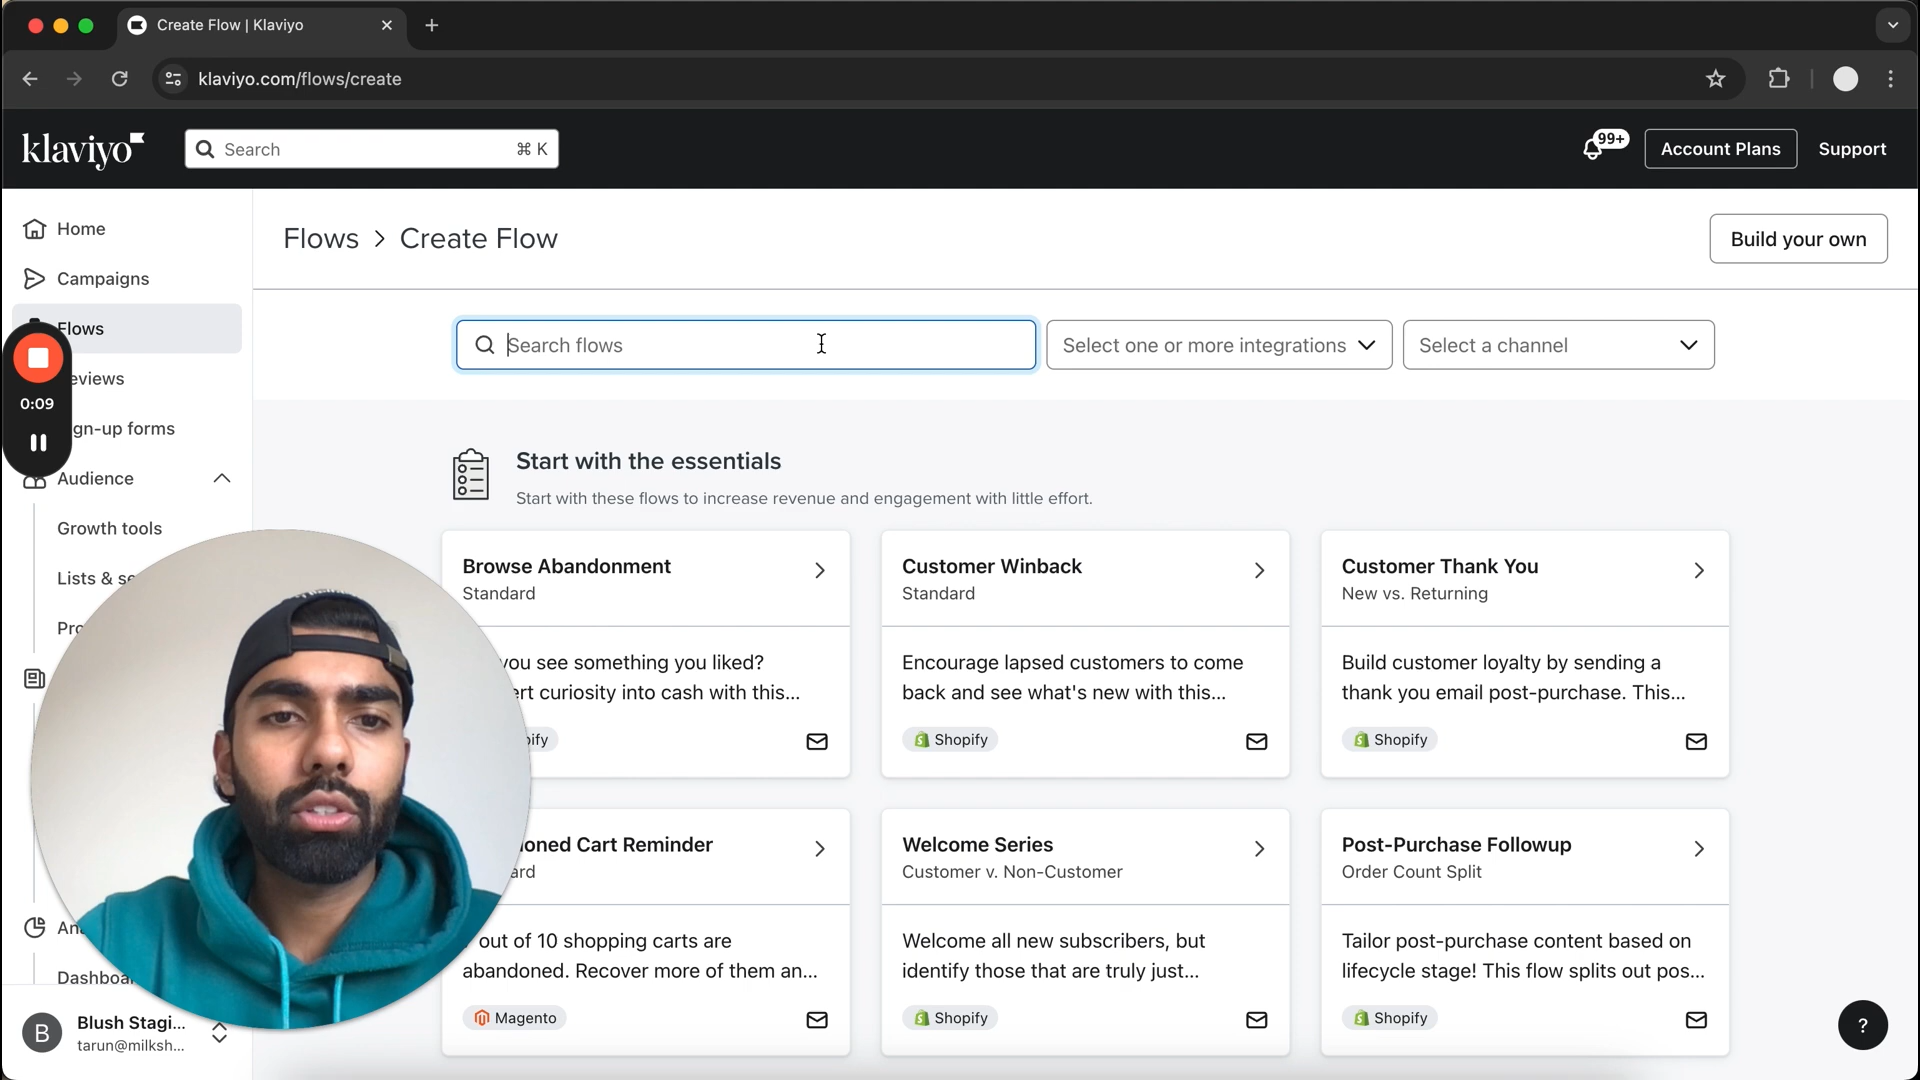 Create Flow | Klaviyo
klaviyo.com/flows/create
klaviyo
Search
⌘ K
99+
Account Plans
Support
Home
Campaigns
Flows
eviews
gn-up forms
Audience
Growth tools
Lists & se
Pro
An
Dashboa
B
Blush Stagi...
tarun@milksh...
0:09
Flows > Create Flow
Build your own
Search flows
Select one or more integrations
Select a channel
Start with the essentials
Start with these flows to increase revenue and engagement with little effort.
Browse Abandonment
Standard
you see something you liked?
ert curiosity into cash with this...
ify
Customer Winback
Standard
Encourage lapsed customers to come
back and see what's new with this...
Shopify
Customer Thank You
New vs. Returning
Build customer loyalty by sending a
thank you email post-purchase. This...
Shopify
oned Cart Reminder
ard
out of 10 shopping carts are
abandoned. Recover more of them an...
Magento
Welcome Series
Customer v. Non-Customer
Welcome all new subscribers, but
identify those that are truly just...
Shopify
Post-Purchase Followup
Order Count Split
Tailor post-purchase content based on
lifecycle stage! This flow splits out pos...
Shopify
?